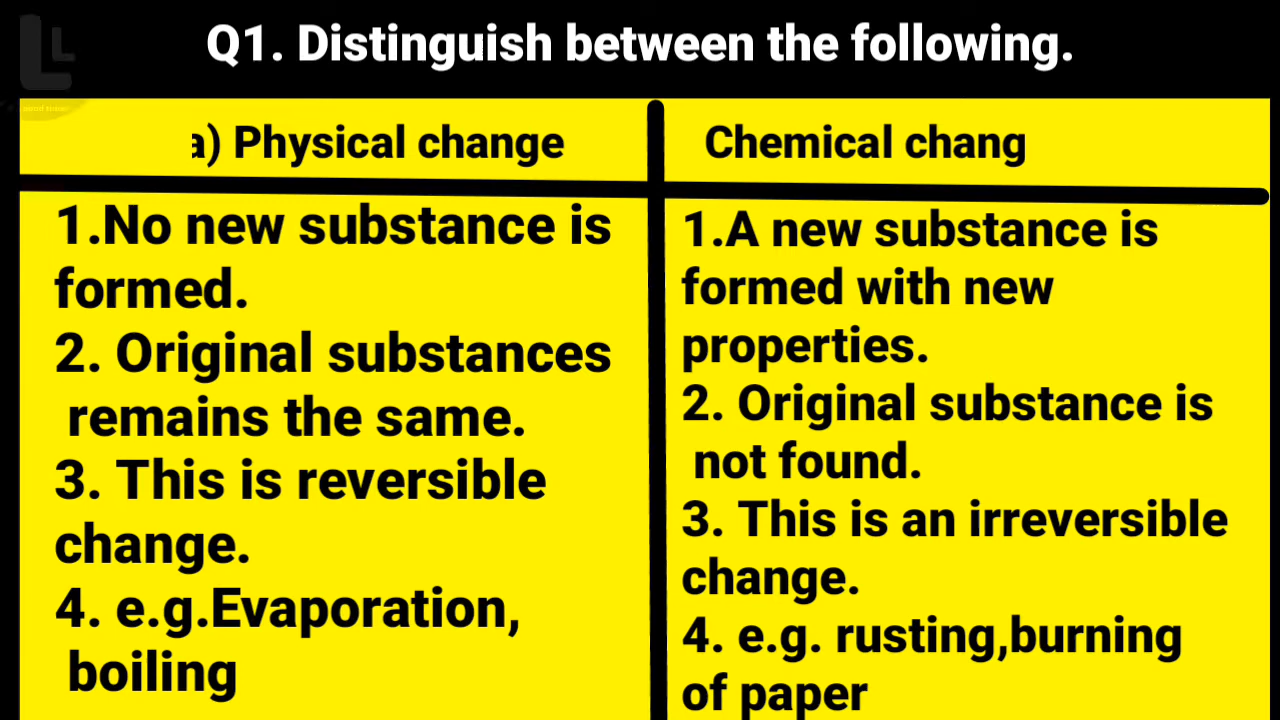 Q1. Distinguish between the following.
a) Physical change
Chemical chang
1.No new substance is
formed.
2. Original substances
remains the same.
3. This is reversible
change.
4. e.g.Evaporation,
boiling
1.A new substance is
formed with new
properties.
2. Original substance is
not found.
3. This is an irreversible
change.
4. e.g. rusting,burning
of paper